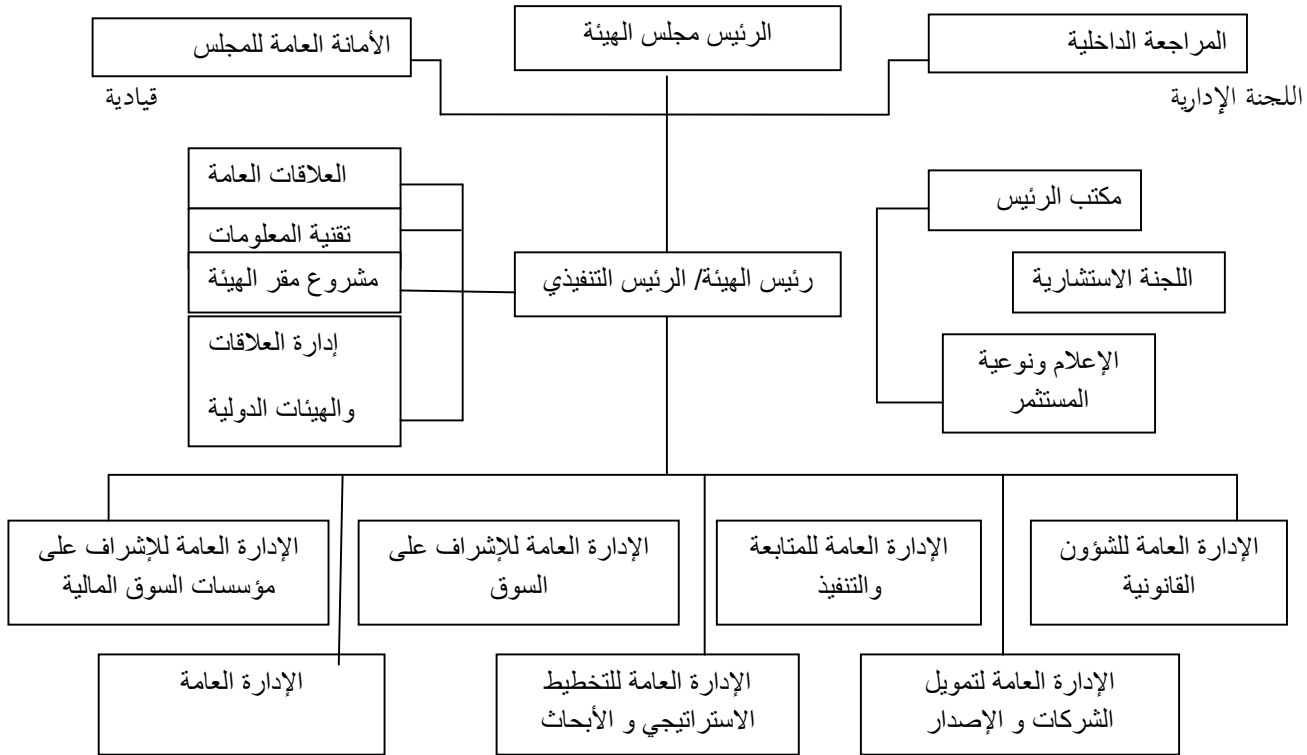 المراجعة الداخلية
الرئيس مجلس الهيئة
الأمانة العامة للمجلس
اللجنة الإدارية
قيادية
مكتب الرئيس
اللجنة الاستشارية
الإعلام ونوعية
المستثمر
رئيس الهيئة/ الرئيس التنفيذي
العلاقات العامة
تقنية المعلومات
مشروع مقر الهيئة
إدارة العلاقات
والهيئات الدولية
الإدارة العامة للشؤون
القانونية
الإدارة العامة للمتابعة
والتنفيذ
الإدارة العامة للإشراف على
السوق
الإدارة العامة للإشراف على
مؤسسات السوق المالية
الإدارة العامة لتمويل
الشركات و الإصدار
الإدارة العامة للتخطيط
الاستراتيجي و الأبحاث
الإدارة العامة